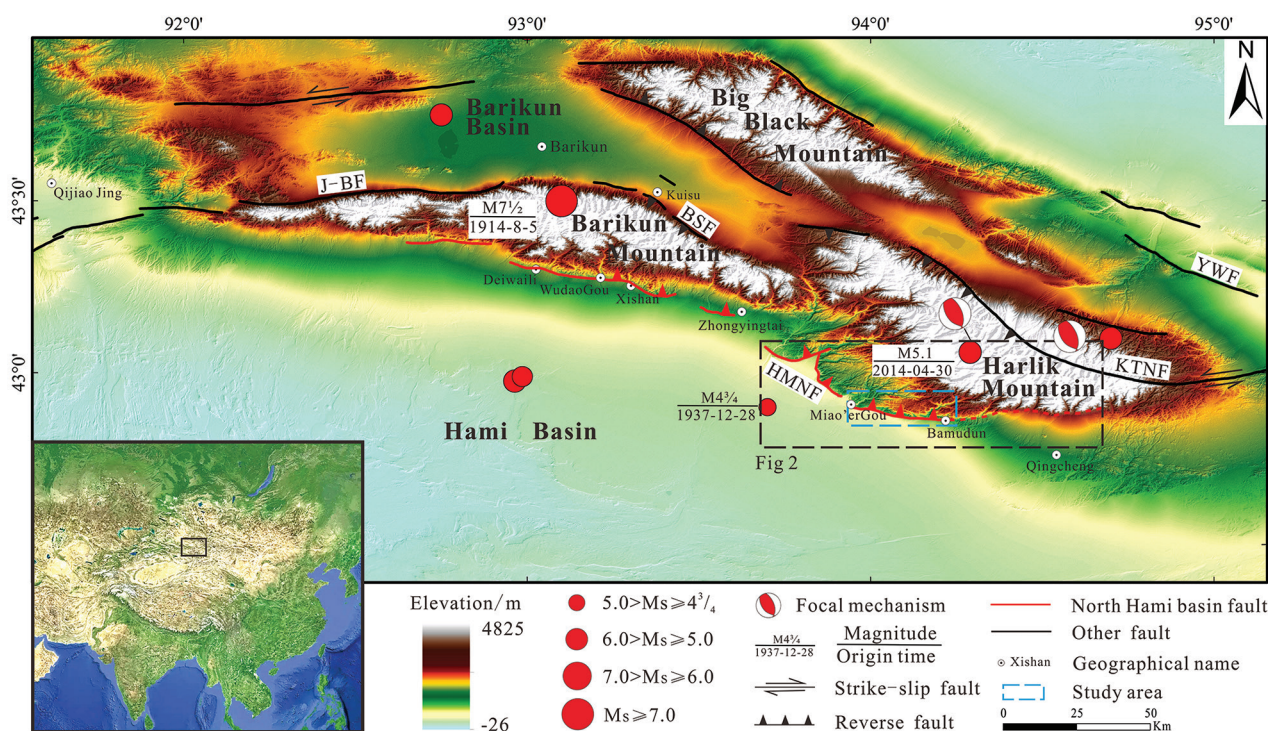 92°0'
93°0'
94°0'
95°0'
43°30'
43°0'
N
Barikun
Basin
Barikun
Big
Black
Mountain
Qijiao Jing
J-BF
Kuisu
BSF
M7½
1914-8-5
Barikun
Mountain
YWF
Deiwaili
WudaoGou
Xishan
Zhongyingtai
M5.1
2014-04-30
Harlik
Mountain
KTNF
HMNF
M4¾
1937-12-28
Miao'erGou
Bamudun
Hami Basin
Fig 2
Qingcheng
Elevation/m
4825
-26
5.0>Ms≥4³/₄
6.0>Ms≥5.0
7.0>Ms≥6.0
Ms≥7.0
Focal mechanism
M4¾
1937-12-28
Magnitude
Origin time
Strike-slip fault
Reverse fault
North Hami basin fault
Other fault
Xishan
Geographical name
Study area
0 25 50
Km